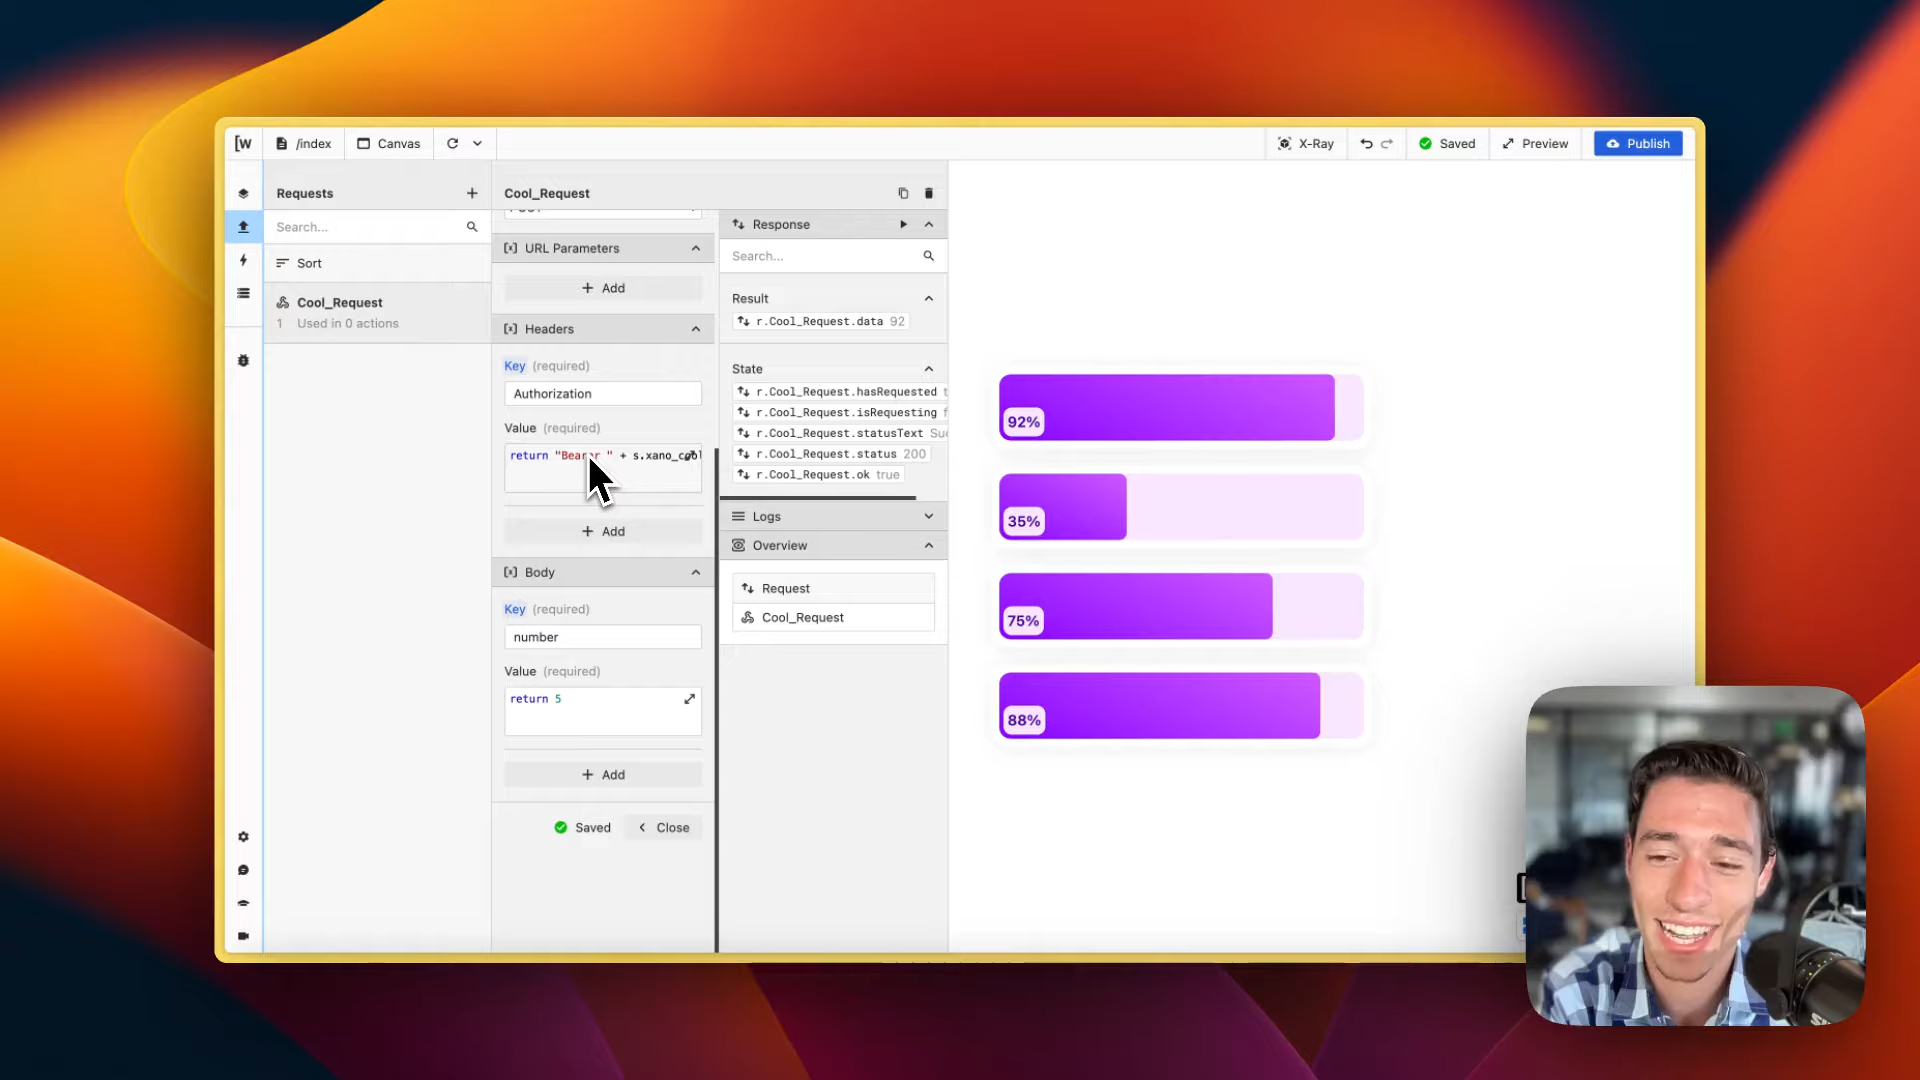 [W
/index
Canvas
X-Ray
Saved
Preview
Publish
Requests
Search...
Sort
Cool_Request
1 Used in 0 actions
Cool_Request
URL Parameters
Add
Headers
Key (required)
Authorization
Value (required)
return "Bearer " + s.xano_cool
Add
Body
Key (required)
number
Value (required)
return 5
Add
Saved
Close
Response
Search...
Result
r.Cool_Request.data 92
State
r.Cool_Request.hasRequested t
r.Cool_Request.isRequesting f
r.Cool_Request.statusText Suc
r.Cool_Request.status 200
r.Cool_Request.ok true
Logs
Overview
Request
Cool_Request
92%
35%
75%
88%